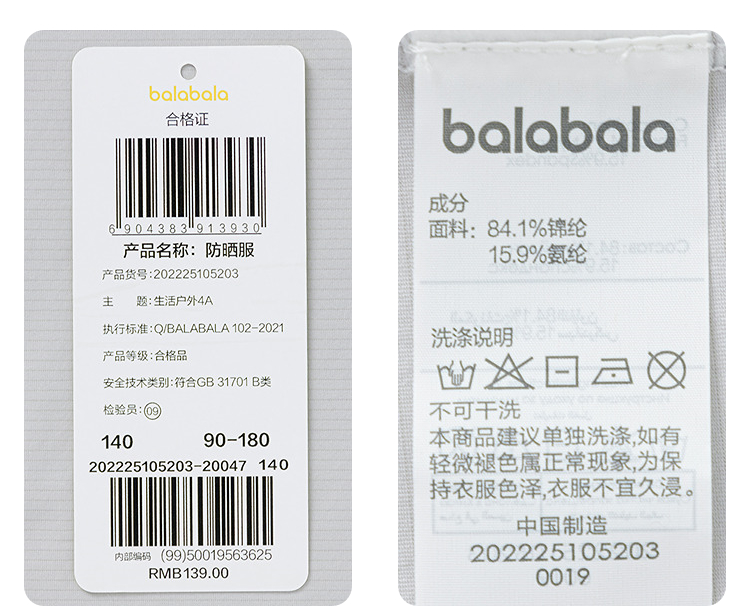 balabala
合格证
6 904383 913930
产品名称：防晒服
产品货号：202225105203
主 题：生活户外4A
执行标准：Q/BALABALA 102-2021
产品等级：合格品
安全技术类别：符合GB 31701 B类
检验员：09
140 90-180
202225105203-20047 140
内部编码 (99)50019563625
RMB139.00
balabala
成分
面料：84.1%锦纶
15.9%氨纶
洗涤说明
不可干洗
本商品建议单独洗涤,如有
轻微褪色属正常现象,为保
持衣服色泽,衣服不宜久浸。
中国制造
202225105203
0019